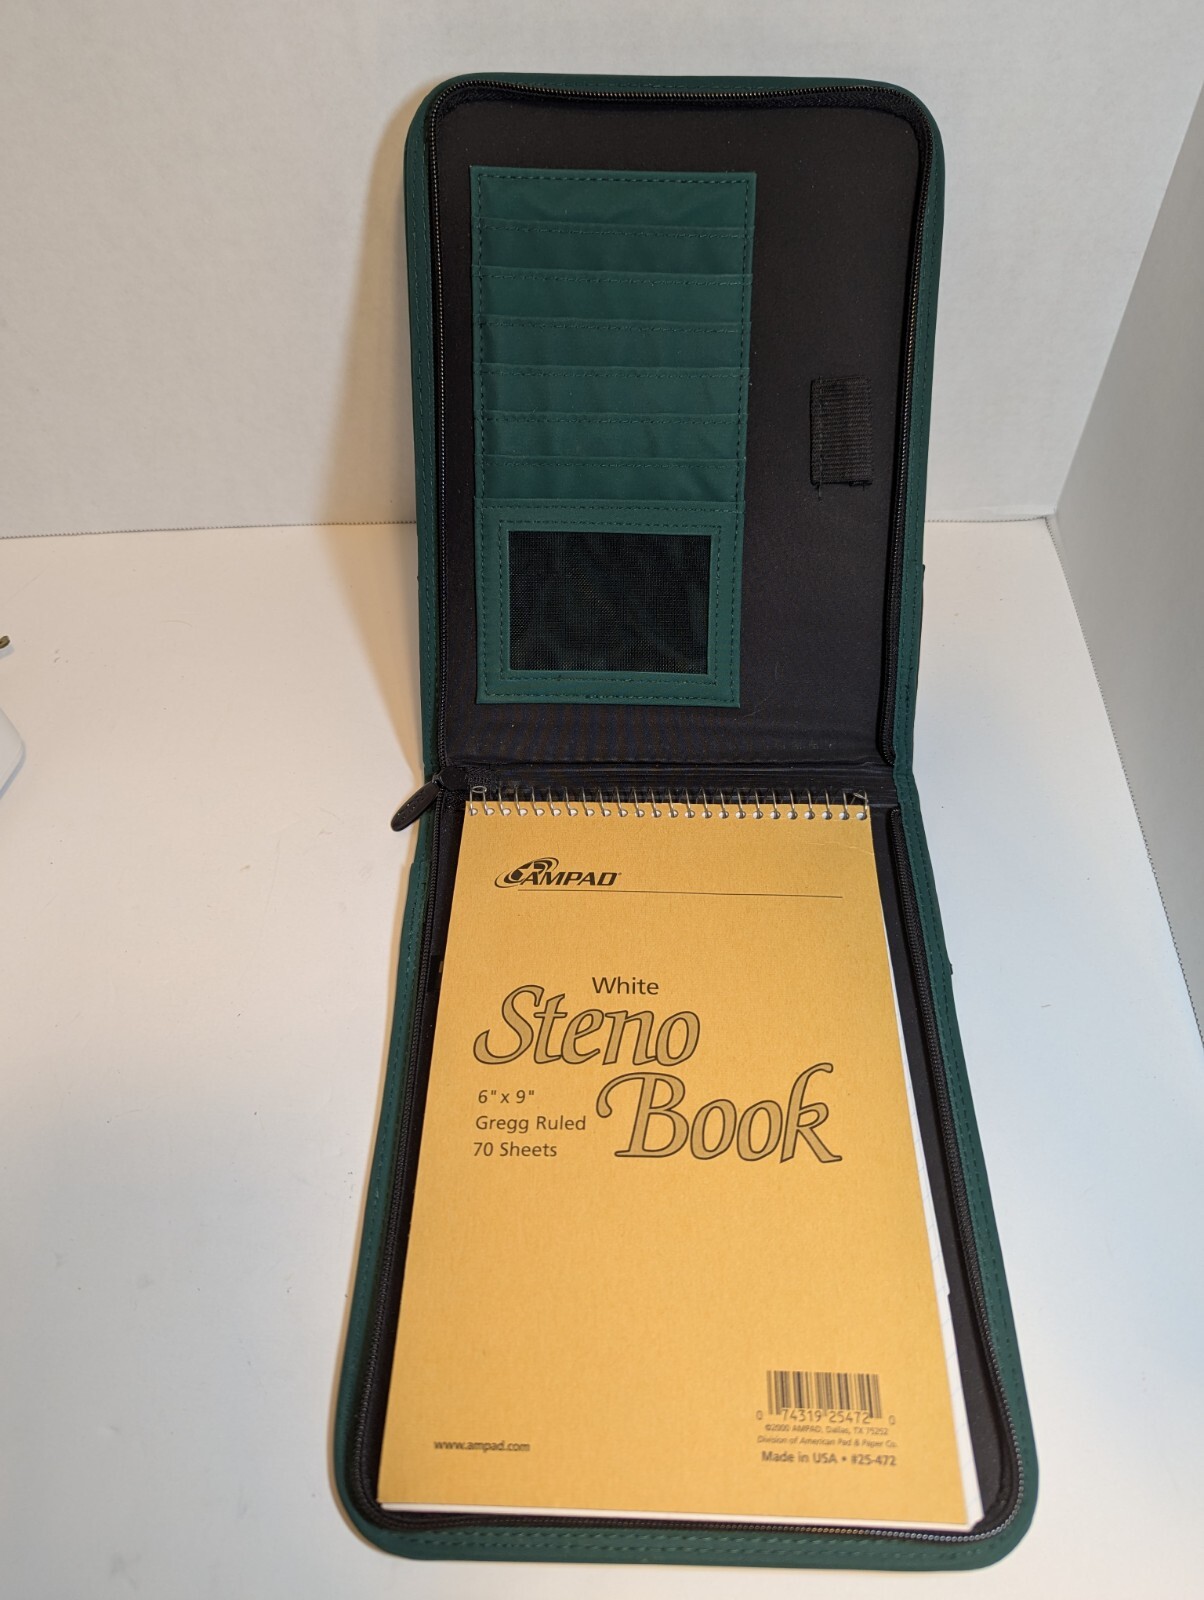 AMPAD
White
Steno
Book
6" x 9"
Gregg Ruled
70 Sheets
0 74319 25472 0
©2000 AMPAD, Dallas, TX 75252
Division of American Pad & Paper Co.
Made in USA • #25-472
www.ampad.com